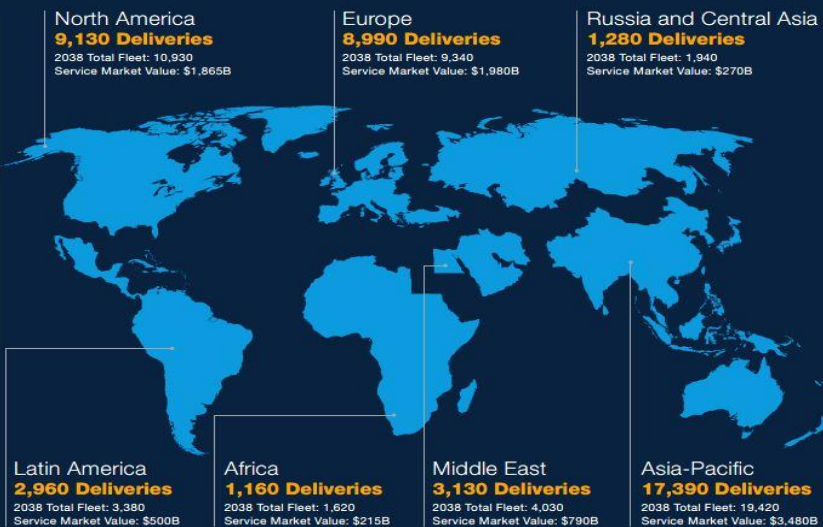 North America
9,130 Deliveries
2038 Total Fleet: 10,930
Service Market Value: $1,865B
Europe
8,990 Deliveries
2038 Total Fleet: 9,340
Service Market Value: $1,980B
Russia and Central Asia
1,280 Deliveries
2038 Total Fleet: 1,940
Service Market Value: $270B
Latin America
2,960 Deliveries
2038 Total Fleet: 3,380
Service Market Value: $500B
Africa
1,160 Deliveries
2038 Total Fleet: 1,620
Service Market Value: $215B
Middle East
3,130 Deliveries
2038 Total Fleet: 4,030
Service Market Value: $790B
Asia-Pacific
17,390 Deliveries
2038 Total Fleet: 19,420
Service Market Value: $3,480B